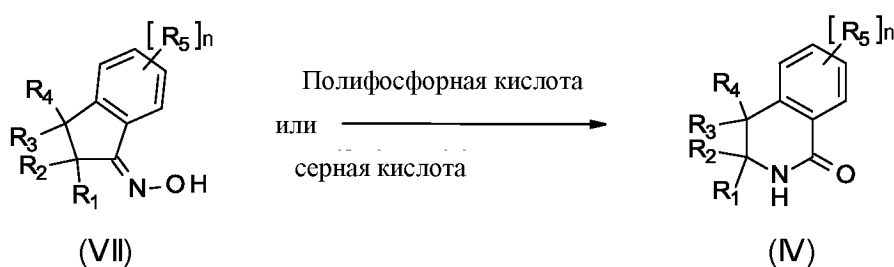 [R5]n
R4
R3
R2
R1
N-OH
(VII)
Полифосфорная кислота
или
серная кислота
[R5]n
R4
R3
R2
R1
N
H
O
(IV)